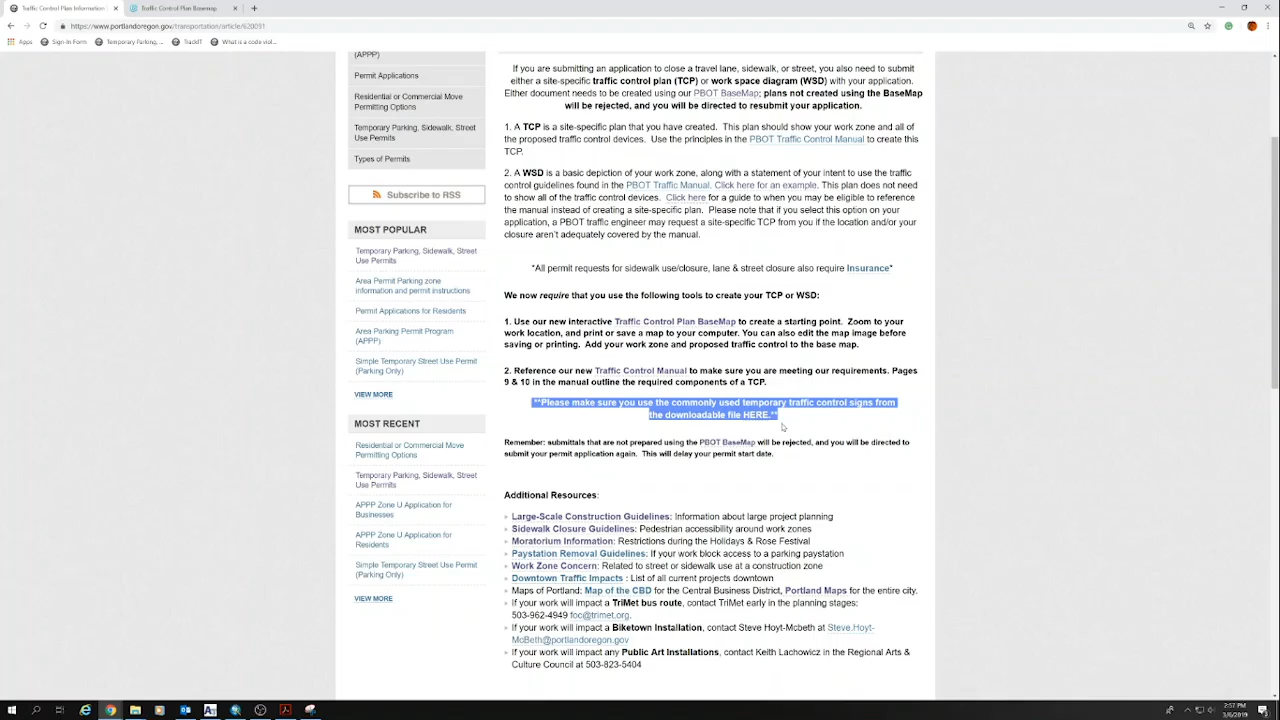 Traffic Control Plan Information
Traffic Control Plan Basemap
https://www.portlandoregon.gov/transportation/article/620091
Apps
Sign-In Form
Temporary Parking, ...
TrackIT
What is a code viol...
(APPP)
Permit Applications
Residential or Commercial Move
Permitting Options
Temporary Parking, Sidewalk, Street
Use Permits
Types of Permits
Subscribe to RSS
MOST POPULAR
Temporary Parking, Sidewalk, Street
Use Permits
Area Permit Parking zone
information and permit instructions
Permit Applications for Residents
Area Parking Permit Program
(APPP)
Simple Temporary Street Use Permit
(Parking Only)
VIEW MORE
MOST RECENT
Residential or Commercial Move
Permitting Options
Temporary Parking, Sidewalk, Street
Use Permits
APPP Zone U Application for
Businesses
APPP Zone U Application for
Residents
Simple Temporary Street Use Permit
(Parking Only)
VIEW MORE
If you are submitting an application to close a travel lane, sidewalk, or street, you also need to submit
either a site-specific traffic control plan (TCP) or work space diagram (WSD) with your application.
Either document needs to be created using our PBOT BaseMap; plans not created using the BaseMap
will be rejected, and you will be directed to resubmit your application.
1. A TCP is a site-specific plan that you have created. This plan should show your work zone and all of
the proposed traffic control devices. Use the principles in the PBOT Traffic Control Manual to create this
TCP.
2. A WSD is a basic depiction of your work zone, along with a statement of your intent to use the traffic
control guidelines found in the PBOT Traffic Manual. Click here for an example. This plan does not need
to show all of the traffic control devices. Click here for a guide to when you may be eligible to reference
the manual instead of creating a site-specific plan. Please note that if you select this option on your
application, a PBOT traffic engineer may request a site-specific TCP from you if the location and/or your
closure aren't adequately covered by the manual.
*All permit requests for sidewalk use/closure, lane & street closure also require Insurance*
We now require that you use the following tools to create your TCP or WSD:
1. Use our new interactive Traffic Control Plan BaseMap to create a starting point. Zoom to your
work location, and print or save a map to your computer. You can also edit the map image before
saving or printing. Add your work zone and proposed traffic control to the base map.
2. Reference our new Traffic Control Manual to make sure you are meeting our requirements. Pages
9 & 10 in the manual outline the required components of a TCP.
**Please make sure you use the commonly used temporary traffic control signs from
the downloadable file HERE.**
Remember: submittals that are not prepared using the PBOT BaseMap will be rejected, and you will be directed to
submit your permit application again. This will delay your permit start date.
Additional Resources:
Large-Scale Construction Guidelines: Information about large project planning
Sidewalk Closure Guidelines: Pedestrian accessibility around work zones
Moratorium Information: Restrictions during the Holidays & Rose Festival
Paystation Removal Guidelines: If your work block access to a parking paystation
Work Zone Concern: Related to street or sidewalk use at a construction zone
Downtown Traffic Impacts : List of all current projects downtown
Maps of Portland: Map of the CBD for the Central Business District, Portland Maps for the entire city.
If your work will impact a TriMet bus route, contact TriMet early in the planning stages:
503-962-4949 foc@trimet.org.
If your work will impact a Biketown Installation, contact Steve Hoyt-Mcbeth at Steve.Hoyt-
McBeth@portlandoregon.gov
If your work will impact any Public Art Installations, contact Keith Lachowicz in the Regional Arts &
Culture Council at 503-823-5404
2:57 PM
3/6/2019